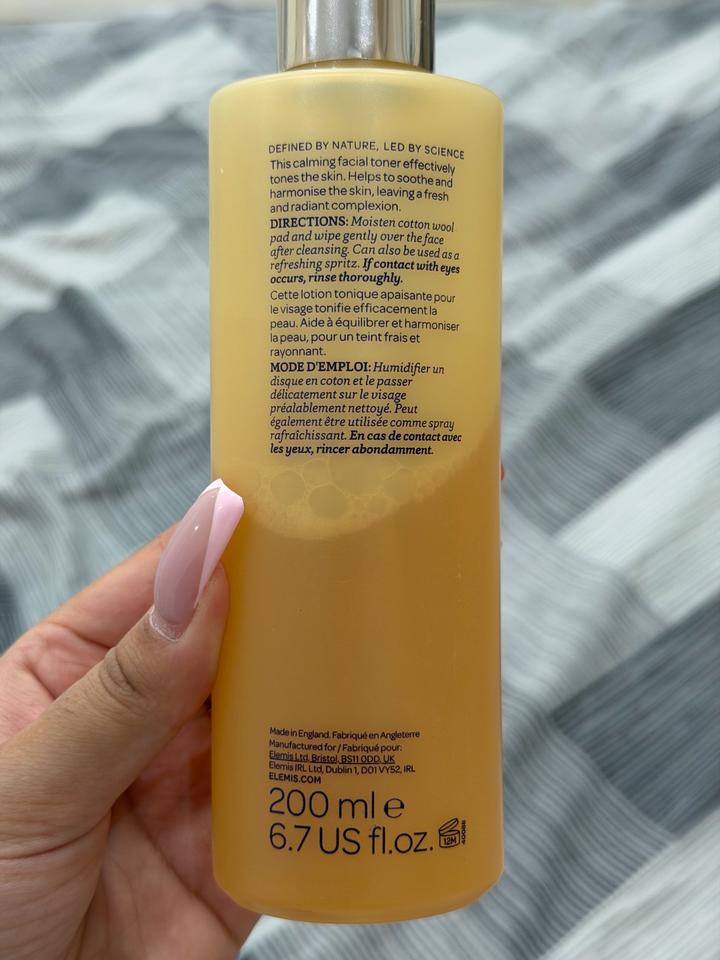 DEFINED BY NATURE, LED BY SCIENCE
This calming facial toner effectively
tones the skin. Helps to soothe and
harmonise the skin, leaving a fresh
and radiant complexion.
DIRECTIONS: Moisten cotton wool
pad and wipe gently over the face
after cleansing. Can also be used as a
refreshing spritz. If contact with eyes
occurs, rinse thoroughly.
Cette lotion tonique apaisante pour
le visage tonifie efficacement la
peau. Aide à équilibrer et harmoniser
la peau, pour un teint frais et
rayonnant.
MODE D'EMPLOI: Humidifier un
disque en coton et le passer
délicatement sur le visage
préalablement nettoyé. Peut
également être utilisée comme spray
rafraîchissant. En cas de contact avec
les yeux, rincer abondamment.
Made in England. Fabriqué en Angleterre
Manufactured for / Fabriqué pour:
Elemis Ltd, Bristol, BS11 0DD, UK
Elemis IRL Ltd, Dublin 1, D01 VY52, IRL
ELEMIS.COM
200 ml e
6.7 US fl.oz.
12M
40088